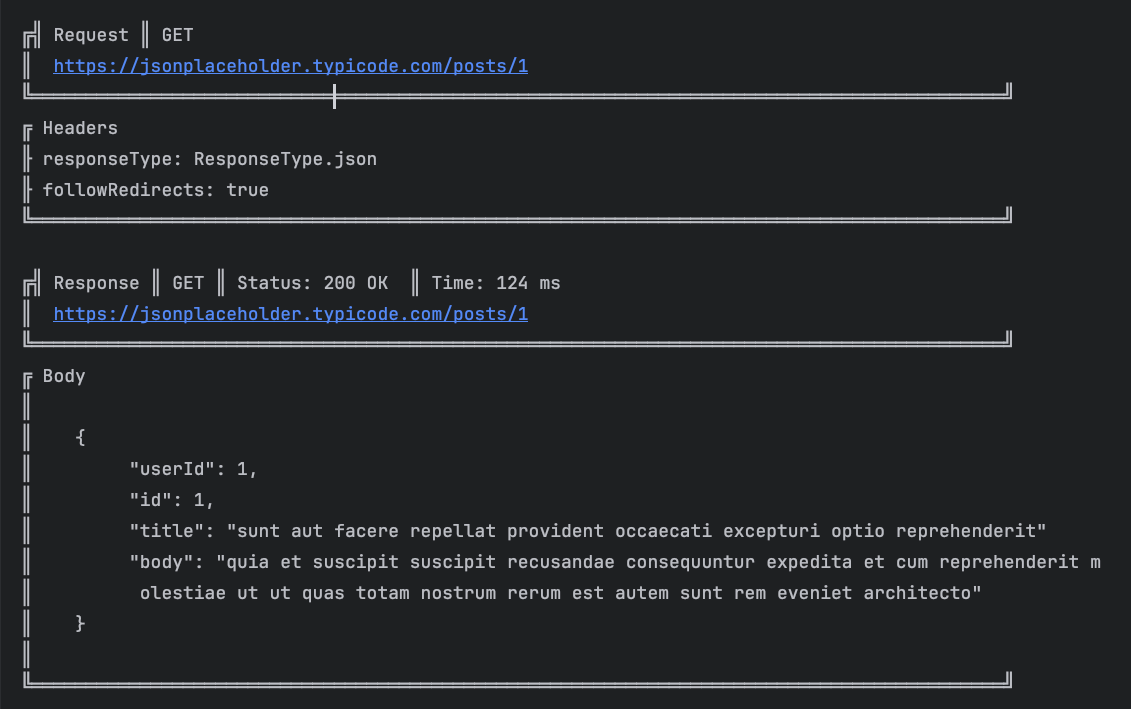 ╔╣ Request ║ GET
║  https://jsonplaceholder.typicode.com/posts/1
╚══════════════════════════════════════════════════════════════════════════════════════════╝
╔ Headers
╟ responseType: ResponseType.json
╟ followRedirects: true
╚══════════════════════════════════════════════════════════════════════════════════════════╝
╔╣ Response ║ GET ║ Status: 200 OK  ║ Time: 124 ms
║  https://jsonplaceholder.typicode.com/posts/1
╚══════════════════════════════════════════════════════════════════════════════════════════╝
╔ Body
║
║    {
║         "userId": 1,
║         "id": 1,
║         "title": "sunt aut facere repellat provident occaecati excepturi optio reprehenderit"
║         "body": "quia et suscipit suscipit recusandae consequuntur expedita et cum reprehenderit m
║          olestiae ut ut quas totam nostrum rerum est autem sunt rem eveniet architecto"
║    }
║
╚══════════════════════════════════════════════════════════════════════════════════════════╝